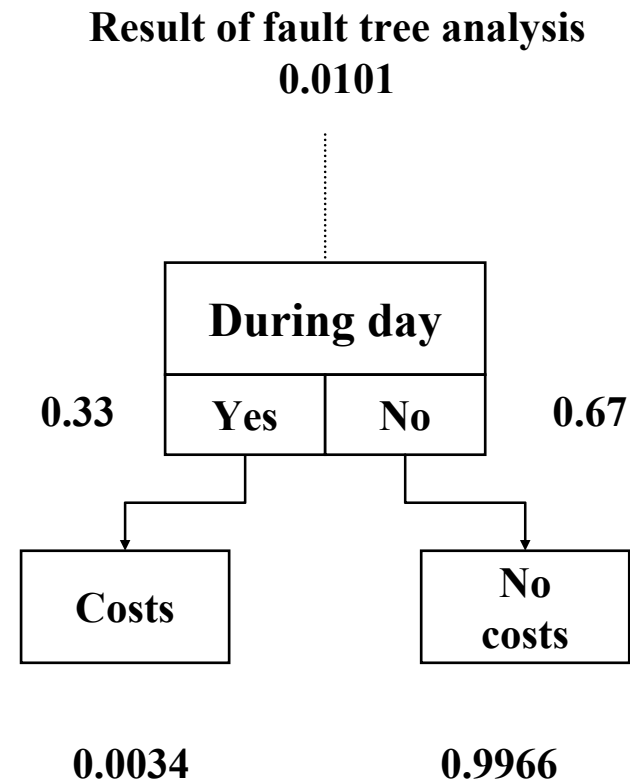 Result of fault tree analysis
0.0101
During day
0.33 Yes No 0.67
Costs
No
costs
0.0034 0.9966